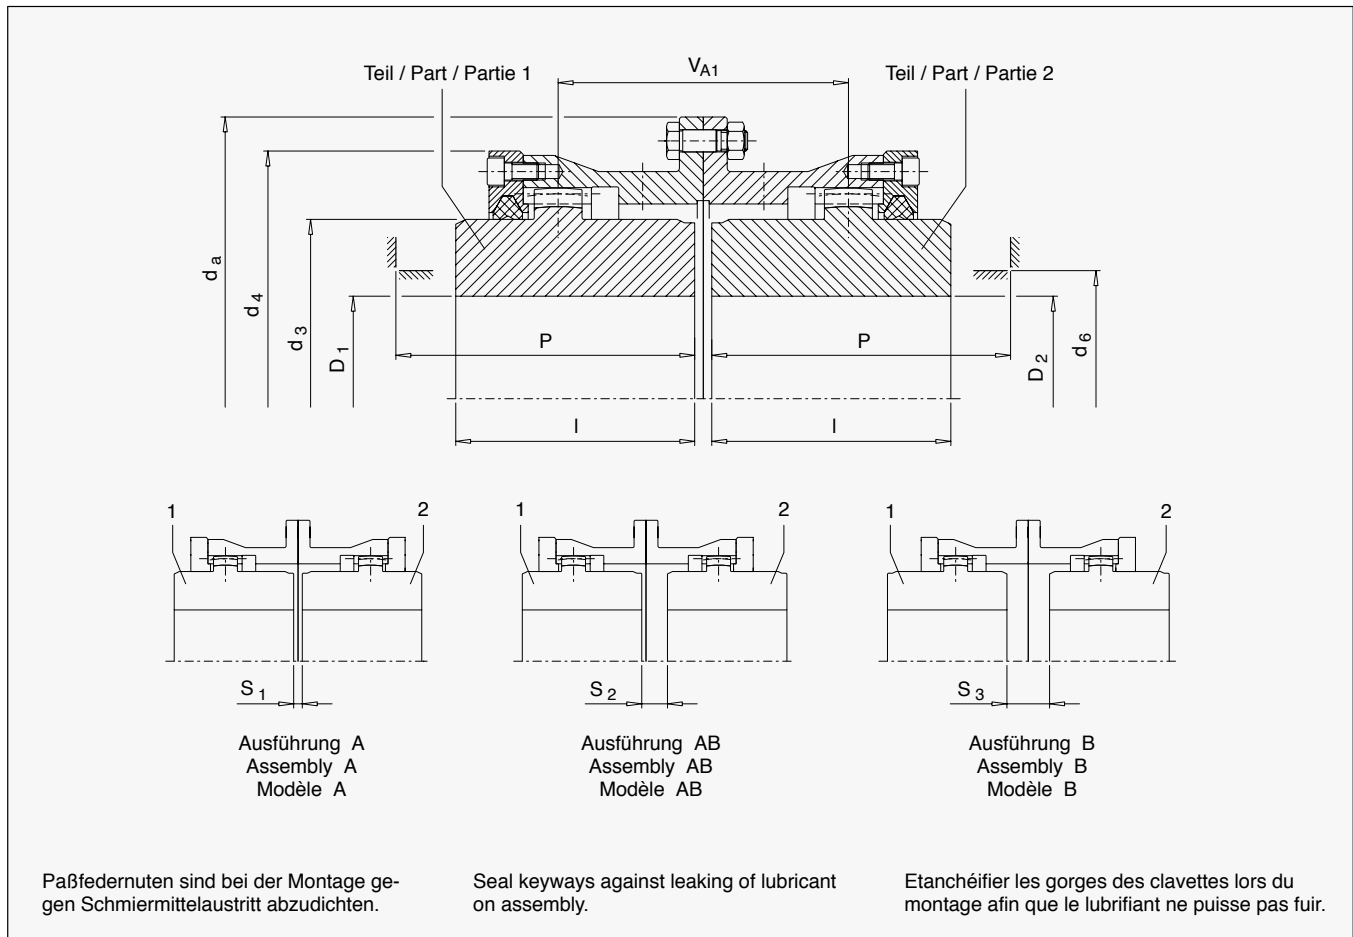 V A1
Teil / Part / Partie 1
Teil / Part / Partie 2
d a
d 4
d 3
D 1
P
P
D 2
d 6
l
l
1
2
1
2
1
2
S 1
S 2
S 3
Ausführung A
Assembly A
Modèle A
Ausführung AB
Assembly AB
Modèle AB
Ausführung B
Assembly B
Modèle B
Paßfedernuten sind bei der Montage ge-
gen Schmiermittelaustritt abzudichten.
Seal keyways against leaking of lubricant
on assembly.
Etanchéifier les gorges des clavettes lors du
montage afin que le lubrifiant ne puisse pas fuir.